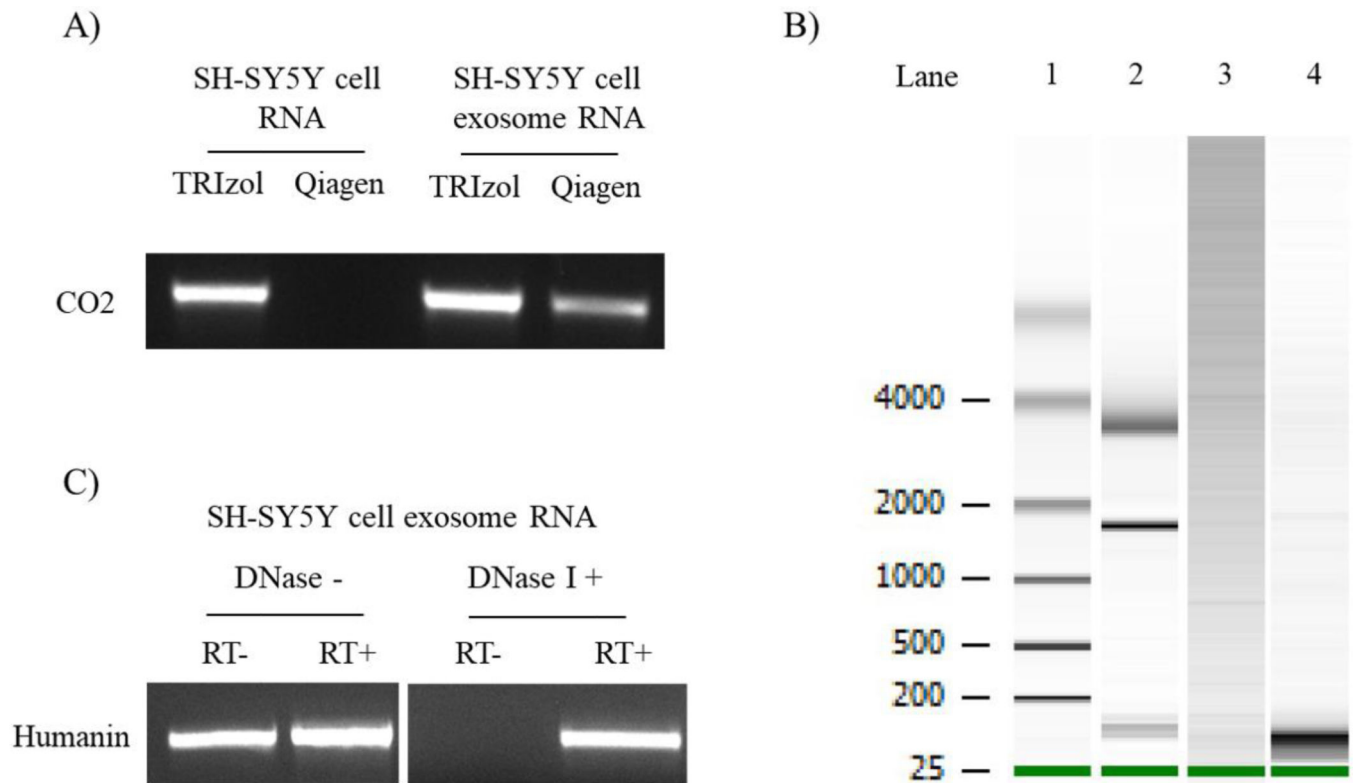 A)
SH-SY5Y cell
RNA
SH-SY5Y cell
exosome RNA
TRIzol Qiagen TRIzol Qiagen
CO2
B)
Lane 1 2 3 4
4000
2000
1000
500
200
25
C)
SH-SY5Y cell exosome RNA
DNase - DNase I +
RT- RT+ RT- RT+
Humanin